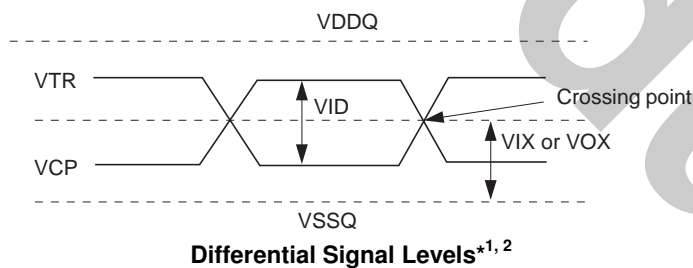 VDDQ
VTR
Crossing point
VID
VIX or VOX
VCP
VSSQ
Differential Signal Levels*1, 2